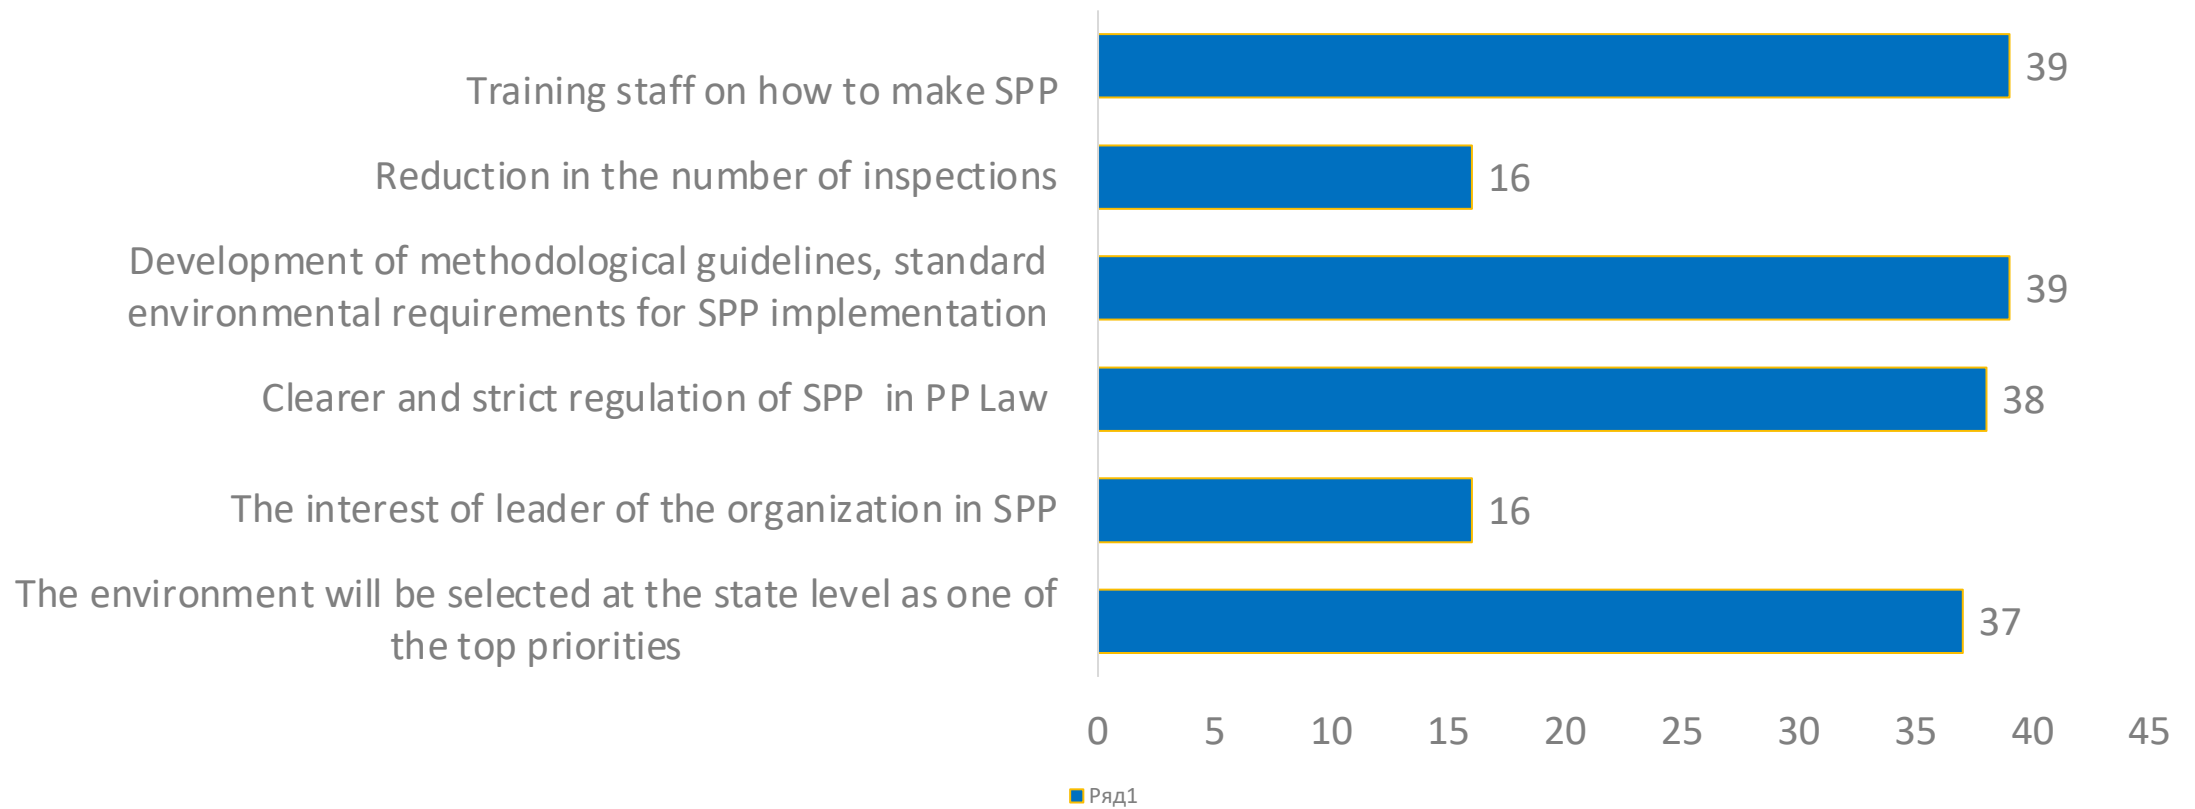 Training staff on how to make SPP
39
Reduction in the number of inspections
16
Development of methodological guidelines, standard
environmental requirements for SPP implementation
39
Clearer and strict regulation of SPP in PP Law
38
The interest of leader of the organization in SPP
16
The environment will be selected at the state level as one of
the top priorities
37
0 5 10 15 20 25 30 35 40 45
Ряд1